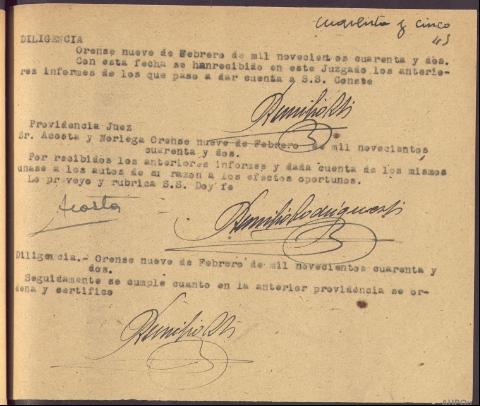 cuarenta y cinco
45
DILIGENCIA
Orense nueve de Febrero de mil novecientos cuarenta y dos.
Con esta fecha se hanrecibido en este Juzgado los anterie-
res informes de los que paso a dar cuenta a S.S. Conste
Providencia Juez
Sr. Acosta y Noriega Orense nueve de Febrero de mil novecientos
cuarenta y dos.
Por recibidos los anteriores informes y dada cuenta de los mismos
unase a los autos de su razon a los efectos oportunos.
Lo proveyo y rubrica S.S. Doy fe
Acosta
Diligencia.- Orense nueve de Febrero de mil novecientos cuarenta y
dos.
Seguidamente se cumple cuanto en la anterior providencia se or-
dena y certifico